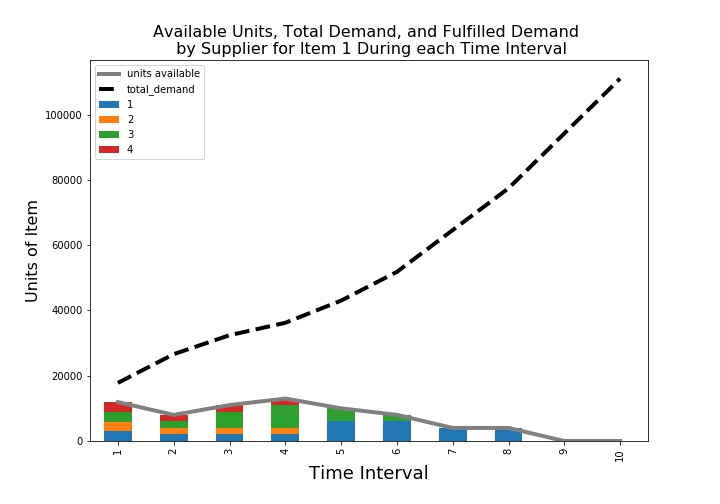 Available Units, Total Demand, and Fulfilled Demand
by Supplier for Item 1 During each Time Interval
units available
total_demand
1
2
3
4
Units of Item
100000
80000
60000
40000
20000
0
1 2 3 4 5 6 7 8 9 10
Time Interval